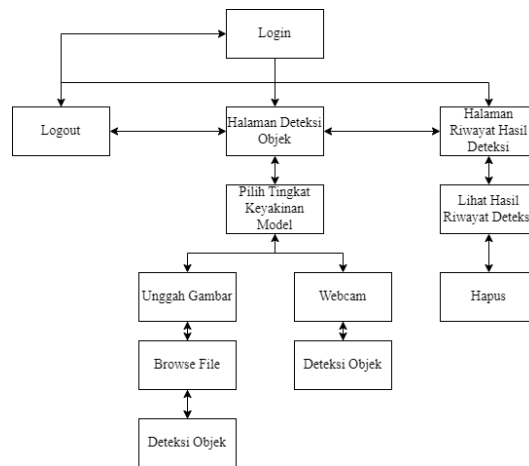 Login
Logout
Halaman Deteksi
Objek
Halaman
Riwayat Hasil
Deteksi
Pilih Tingkat
Keyakinan
Model
Lihat Hasil
Riwayat Deteks
Unggah Gambar
Webcam
Hapus
Browse File
Deteksi Objek
Deteksi Objek